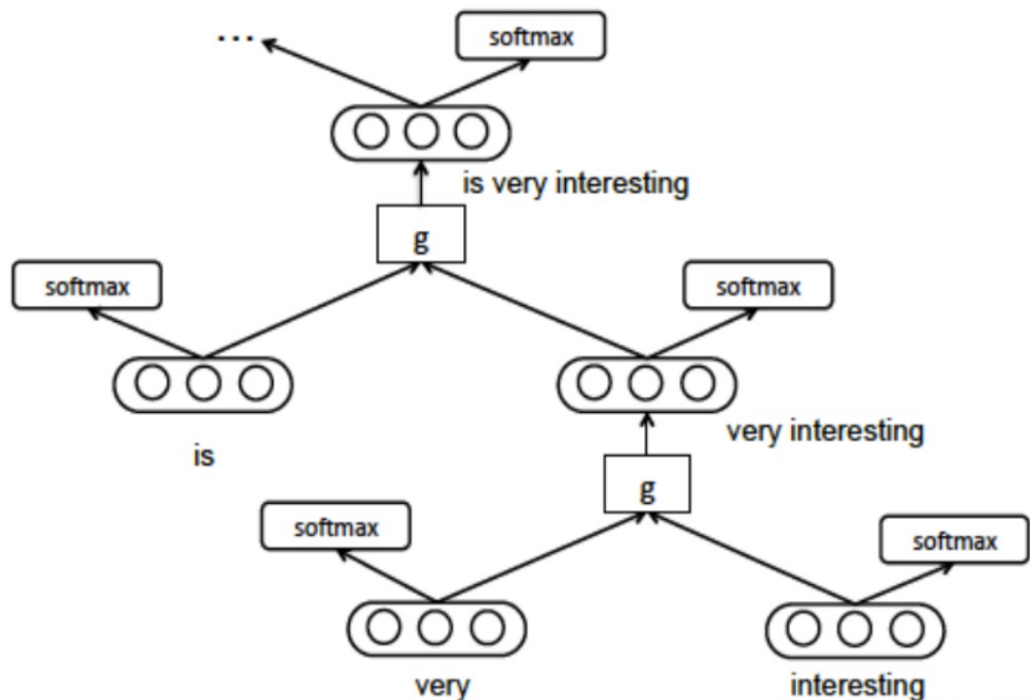 ...
softmax
is very interesting
g
softmax
softmax
is
very interesting
g
softmax
softmax
very
interesting